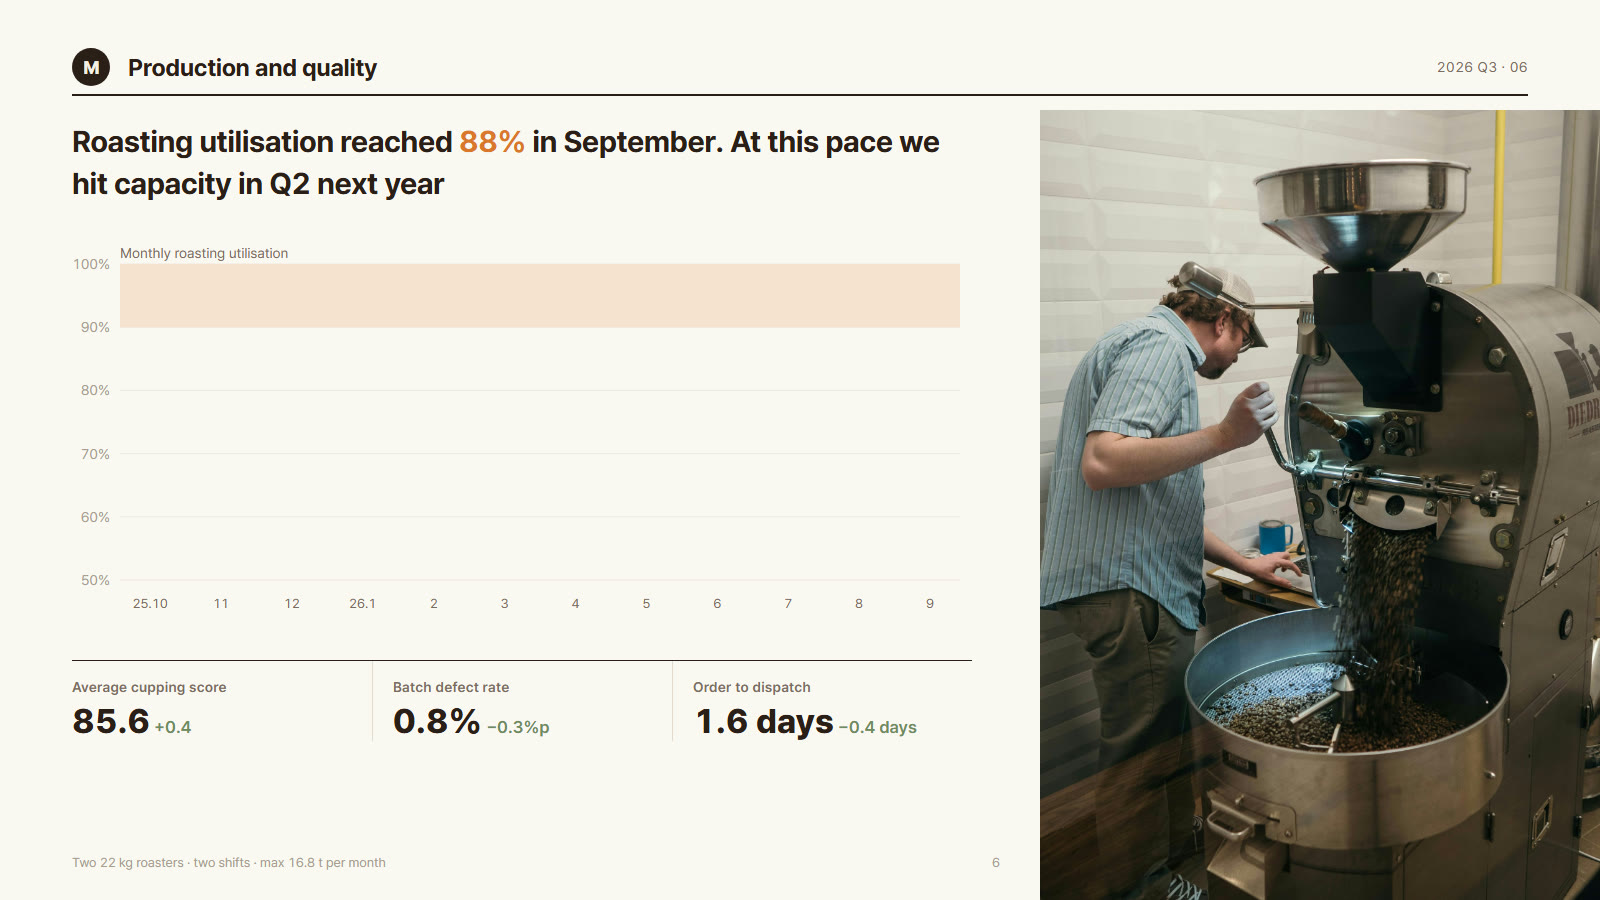 M
Production and quality
2026 Q3 · 06
Roasting utilisation reached 88% in September. At this pace we
hit capacity in Q2 next year
Monthly roasting utilisation
100%
90%
80%
70%
60%
50%
25.10 11 12 26.1 2 3 4 5 6 7 8 9
Average cupping score
85.6 +0.4
Batch defect rate
0.8% −0.3%p
Order to dispatch
1.6 days −0.4 days
Two 22 kg roasters · two shifts · max 16.8 t per month
6